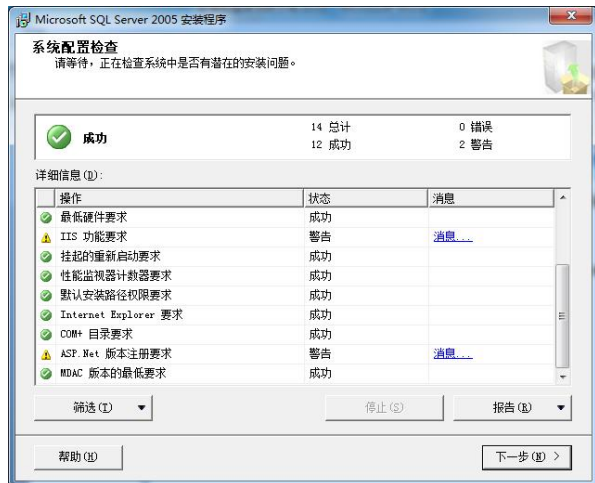 Microsoft SQL Server 2005 安装程序
系统配置检查
请等待，正在检查系统中是否有潜在的安装问题。
成功
14 总计
0 错误
12 成功
2 警告
详细信息(D):
操作 状态 消息
最低硬件要求 成功
IIS 功能要求 警告 消息...
挂起的重新启动要求 成功
性能监视器计数器要求 成功
默认安装路径权限要求 成功
Internet Explorer 要求 成功
COM+ 目录要求 成功
ASP.Net 版本注册要求 警告 消息...
MDAC 版本的最低要求 成功
筛选(I) 停止(S) 报告(R)
帮助(H) 下一步(N) >